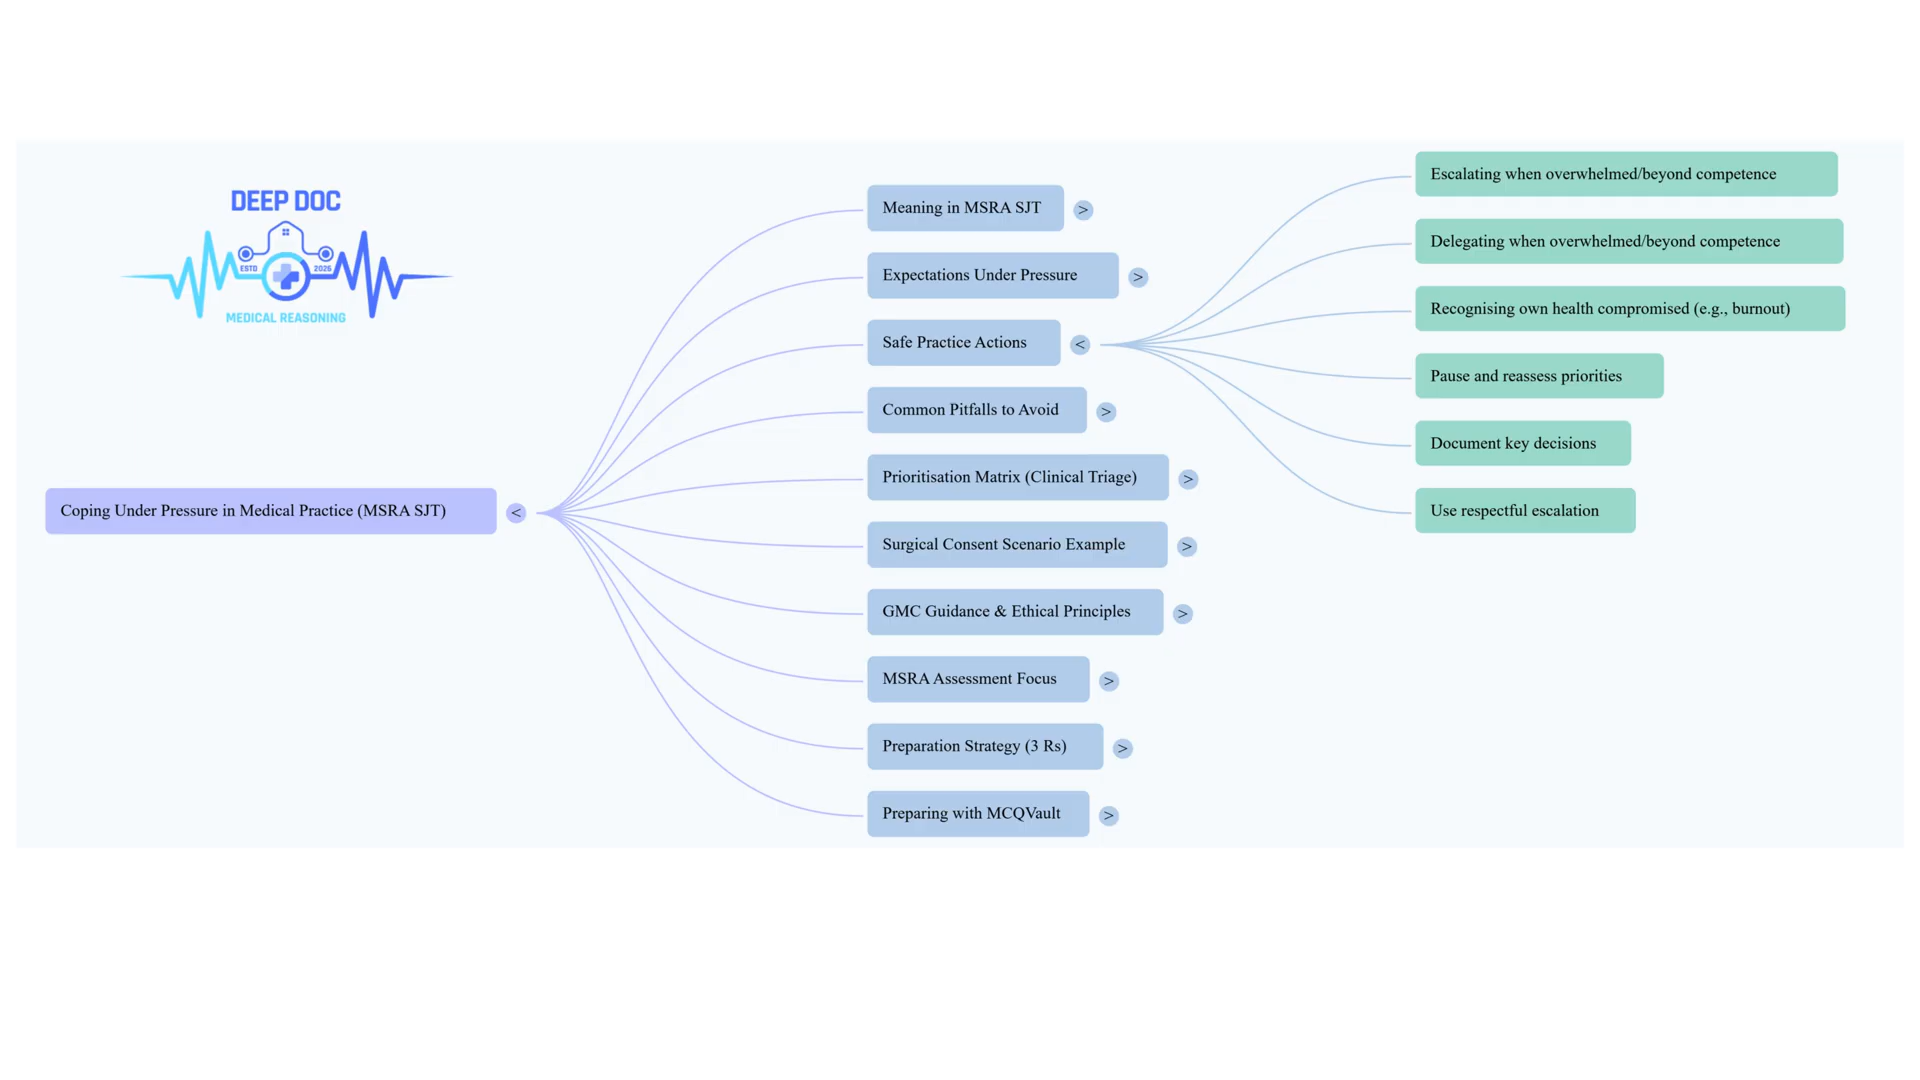 DEEP DOC
ESTD 2026
MEDICAL REASONING
Coping Under Pressure in Medical Practice (MSRA SJT)
<
Meaning in MSRA SJT
>
Expectations Under Pressure
>
Safe Practice Actions
<
Common Pitfalls to Avoid
>
Prioritisation Matrix (Clinical Triage)
>
Surgical Consent Scenario Example
>
GMC Guidance & Ethical Principles
>
MSRA Assessment Focus
>
Preparation Strategy (3 Rs)
>
Preparing with MCQVault
>
Escalating when overwhelmed/beyond competence
Delegating when overwhelmed/beyond competence
Recognising own health compromised (e.g., burnout)
Pause and reassess priorities
Document key decisions
Use respectful escalation